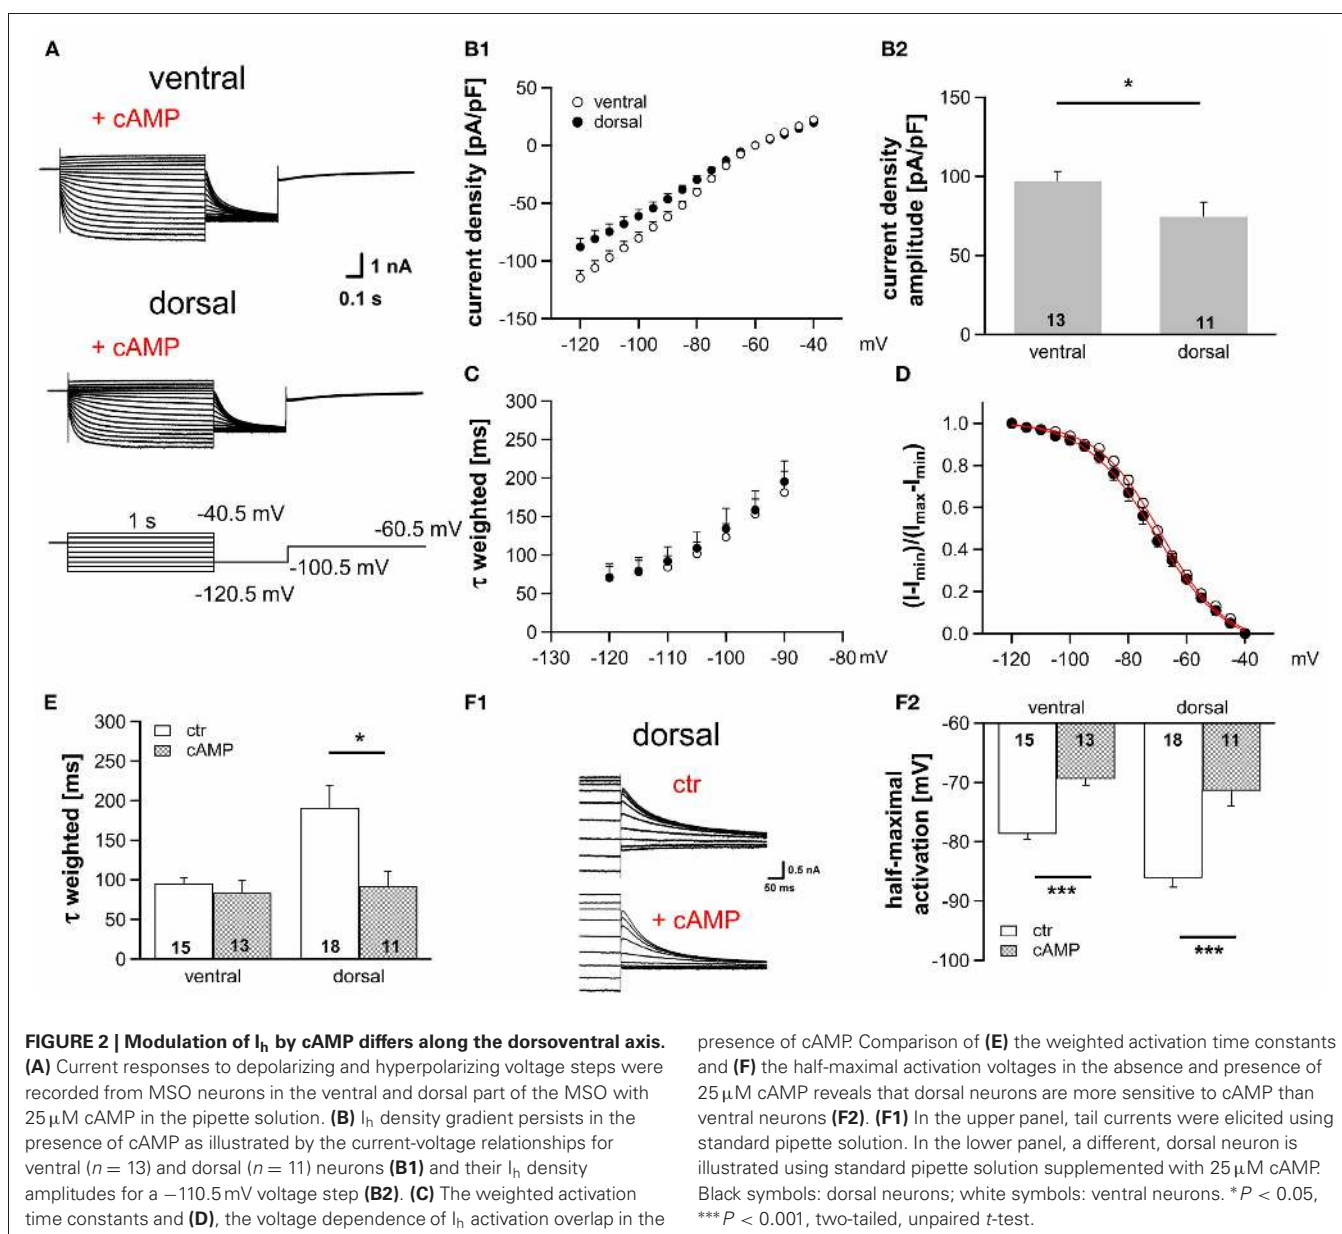 A
ventral
+ cAMP
1 nA
0.1 s
dorsal
+ cAMP
1 s
-40.5 mV
-60.5 mV
-100.5 mV
-120.5 mV
B1
current density [pA/pF]
50
0
-50
-100
-150
ventral
dorsal
-120 -100 -80 -60 -40 mV
B2
*
current density
amplitude [pA/pF]
150
100
50
0
13 11
ventral dorsal
C
τ weighted [ms]
300
250
200
150
100
50
0
-130 -120 -110 -100 -90 -80
mV
D
(I-Imin)/(Imax-Imin)
1.0
0.8
0.6
0.4
0.2
0.0
-120 -100 -80 -60 -40 mV
E
τ weighted [ms]
300
250
200
150
100
50
0
ctr
cAMP
*
15 13 18 11
ventral dorsal
F1
dorsal
ctr
0.5 nA
50 ms
+ cAMP
F2
ventral dorsal
half-maximal
activation [mV]
-60
-70
-80
-90
-100
15 13 18 11
***
***
ctr
cAMP
FIGURE 2 | Modulation of Ih by cAMP differs along the dorsoventral axis.
(A) Current responses to depolarizing and hyperpolarizing voltage steps were
recorded from MSO neurons in the ventral and dorsal part of the MSO with
25 μM cAMP in the pipette solution. (B) Ih density gradient persists in the
presence of cAMP as illustrated by the current-voltage relationships for
ventral (n = 13) and dorsal (n = 11) neurons (B1) and their Ih density
amplitudes for a −110.5 mV voltage step (B2). (C) The weighted activation
time constants and (D), the voltage dependence of Ih activation overlap in the
presence of cAMP. Comparison of (E) the weighted activation time constants
and (F) the half-maximal activation voltages in the absence and presence of
25 μM cAMP reveals that dorsal neurons are more sensitive to cAMP than
ventral neurons (F2). (F1) In the upper panel, tail currents were elicited using
standard pipette solution. In the lower panel, a different, dorsal neuron is
illustrated using standard pipette solution supplemented with 25 μM cAMP.
Black symbols: dorsal neurons; white symbols: ventral neurons. *P < 0.05,
***P < 0.001, two-tailed, unpaired t-test.